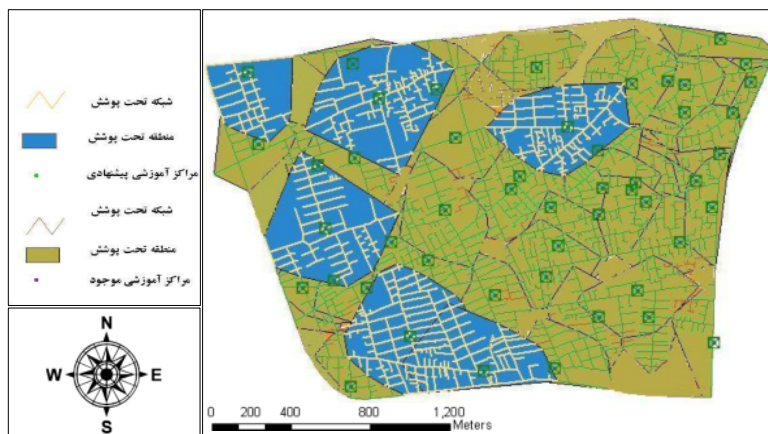 شبکه تحت پوشش
منطقه تحت پوشش
مراکز آموزشی پیشنهادی
شبکه تحت پوشش
منطقه تحت پوشش
مراکز آموزشی موجود
N
W E
S
0 200 400 800 1,200
Meters